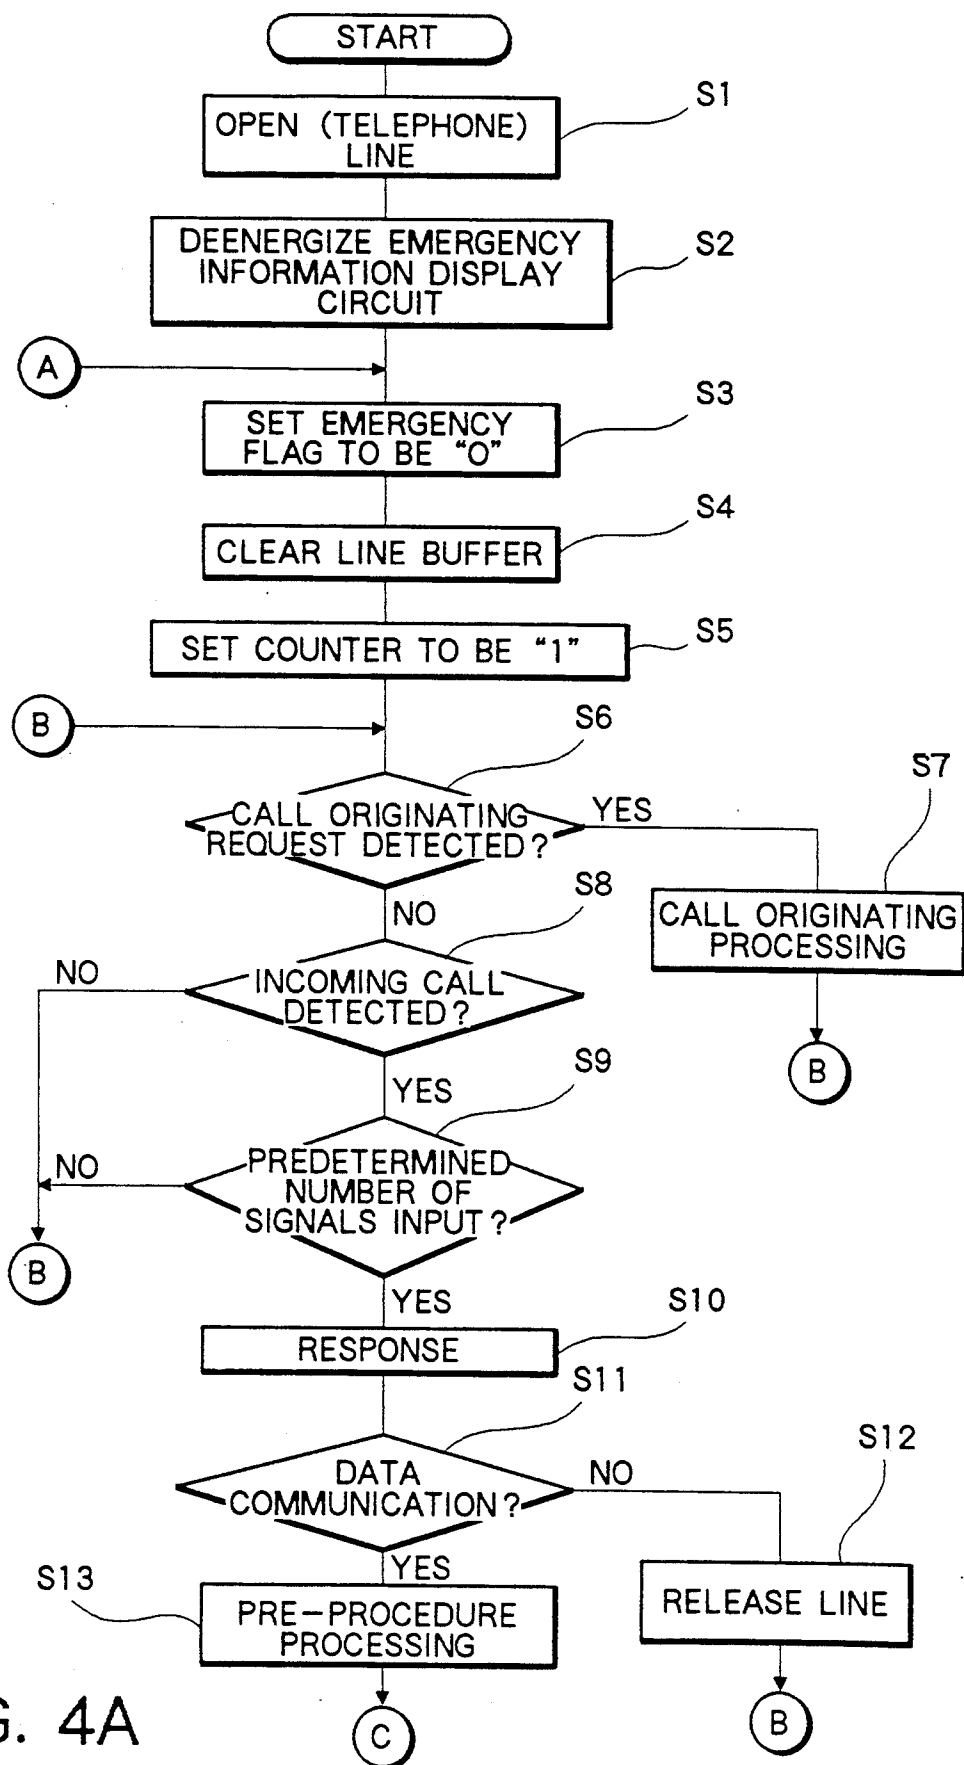 START
S1
OPEN (TELEPHONE)
LINE
S2
DEENERGIZE EMERGENCY
INFORMATION DISPLAY
CIRCUIT
A
S3
SET EMERGENCY
FLAG TO BE "0"
S4
CLEAR LINE BUFFER
S5
SET COUNTER TO BE "1"
B
S6
CALL ORIGINATING
REQUEST DETECTED?
YES
S7
CALL ORIGINATING
PROCESSING
B
NO
S8
INCOMING CALL
DETECTED?
NO
YES
S9
PREDETERMINED
NUMBER OF
SIGNALS INPUT?
NO
B
YES
S10
RESPONSE
S11
DATA
COMMUNICATION?
NO
S12
RELEASE LINE
B
YES
S13
PRE-PROCEDURE
PROCESSING
C
G. 4A